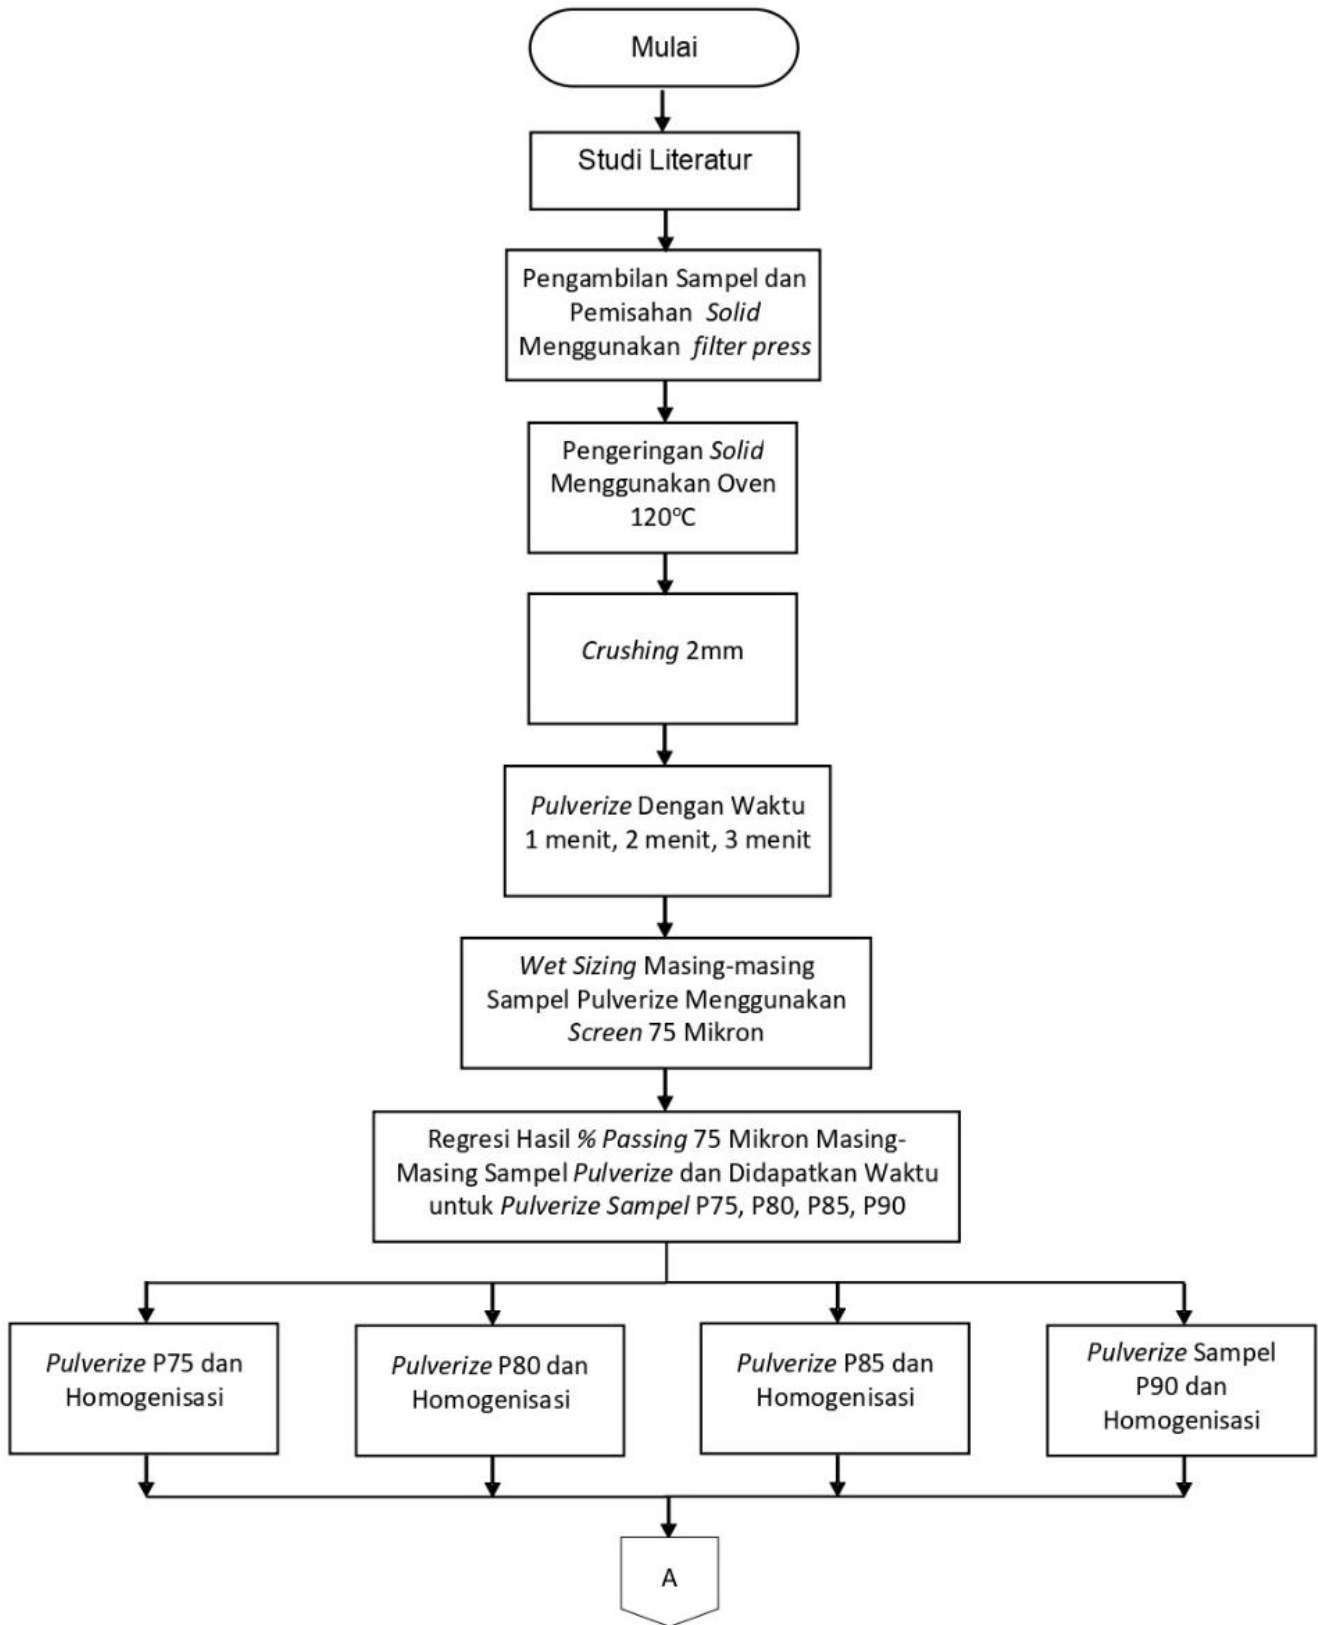 Mulai
Studi Literatur
Pengambilan Sampel dan
Pemisahan Solid
Menggunakan filter press
Pengeringan Solid
Menggunakan Oven
120°C
Crushing 2mm
Pulverize Dengan Waktu
1 menit, 2 menit, 3 menit
Wet Sizing Masing-masing
Sampel Pulverize Menggunakan
Screen 75 Mikron
Regresi Hasil % Passing 75 Mikron Masing-
Masing Sampel Pulverize dan Didapatkan Waktu
untuk Pulverize Sampel P75, P80, P85, P90
Pulverize P75 dan
Homogenisasi
Pulverize P80 dan
Homogenisasi
Pulverize P85 dan
Homogenisasi
Pulverize Sampel
P90 dan
Homogenisasi
A